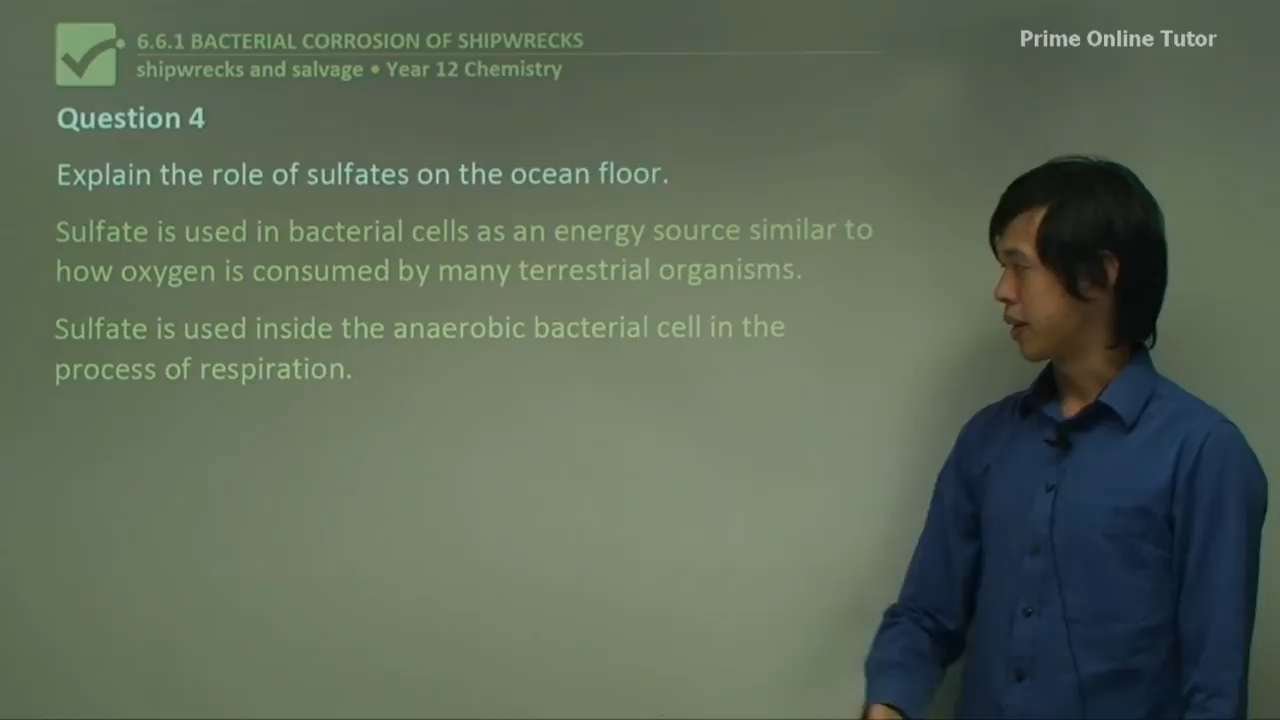 6.6.1 BACTERIAL CORROSION OF SHIPWRECKS
shipwrecks and salvage • Year 12 Chemistry
Prime Online Tutor
Question 4
Explain the role of sulfates on the ocean floor.
Sulfate is used in bacterial cells as an energy source similar to
how oxygen is consumed by many terrestrial organisms.
Sulfate is used inside the anaerobic bacterial cell in the
process of respiration.